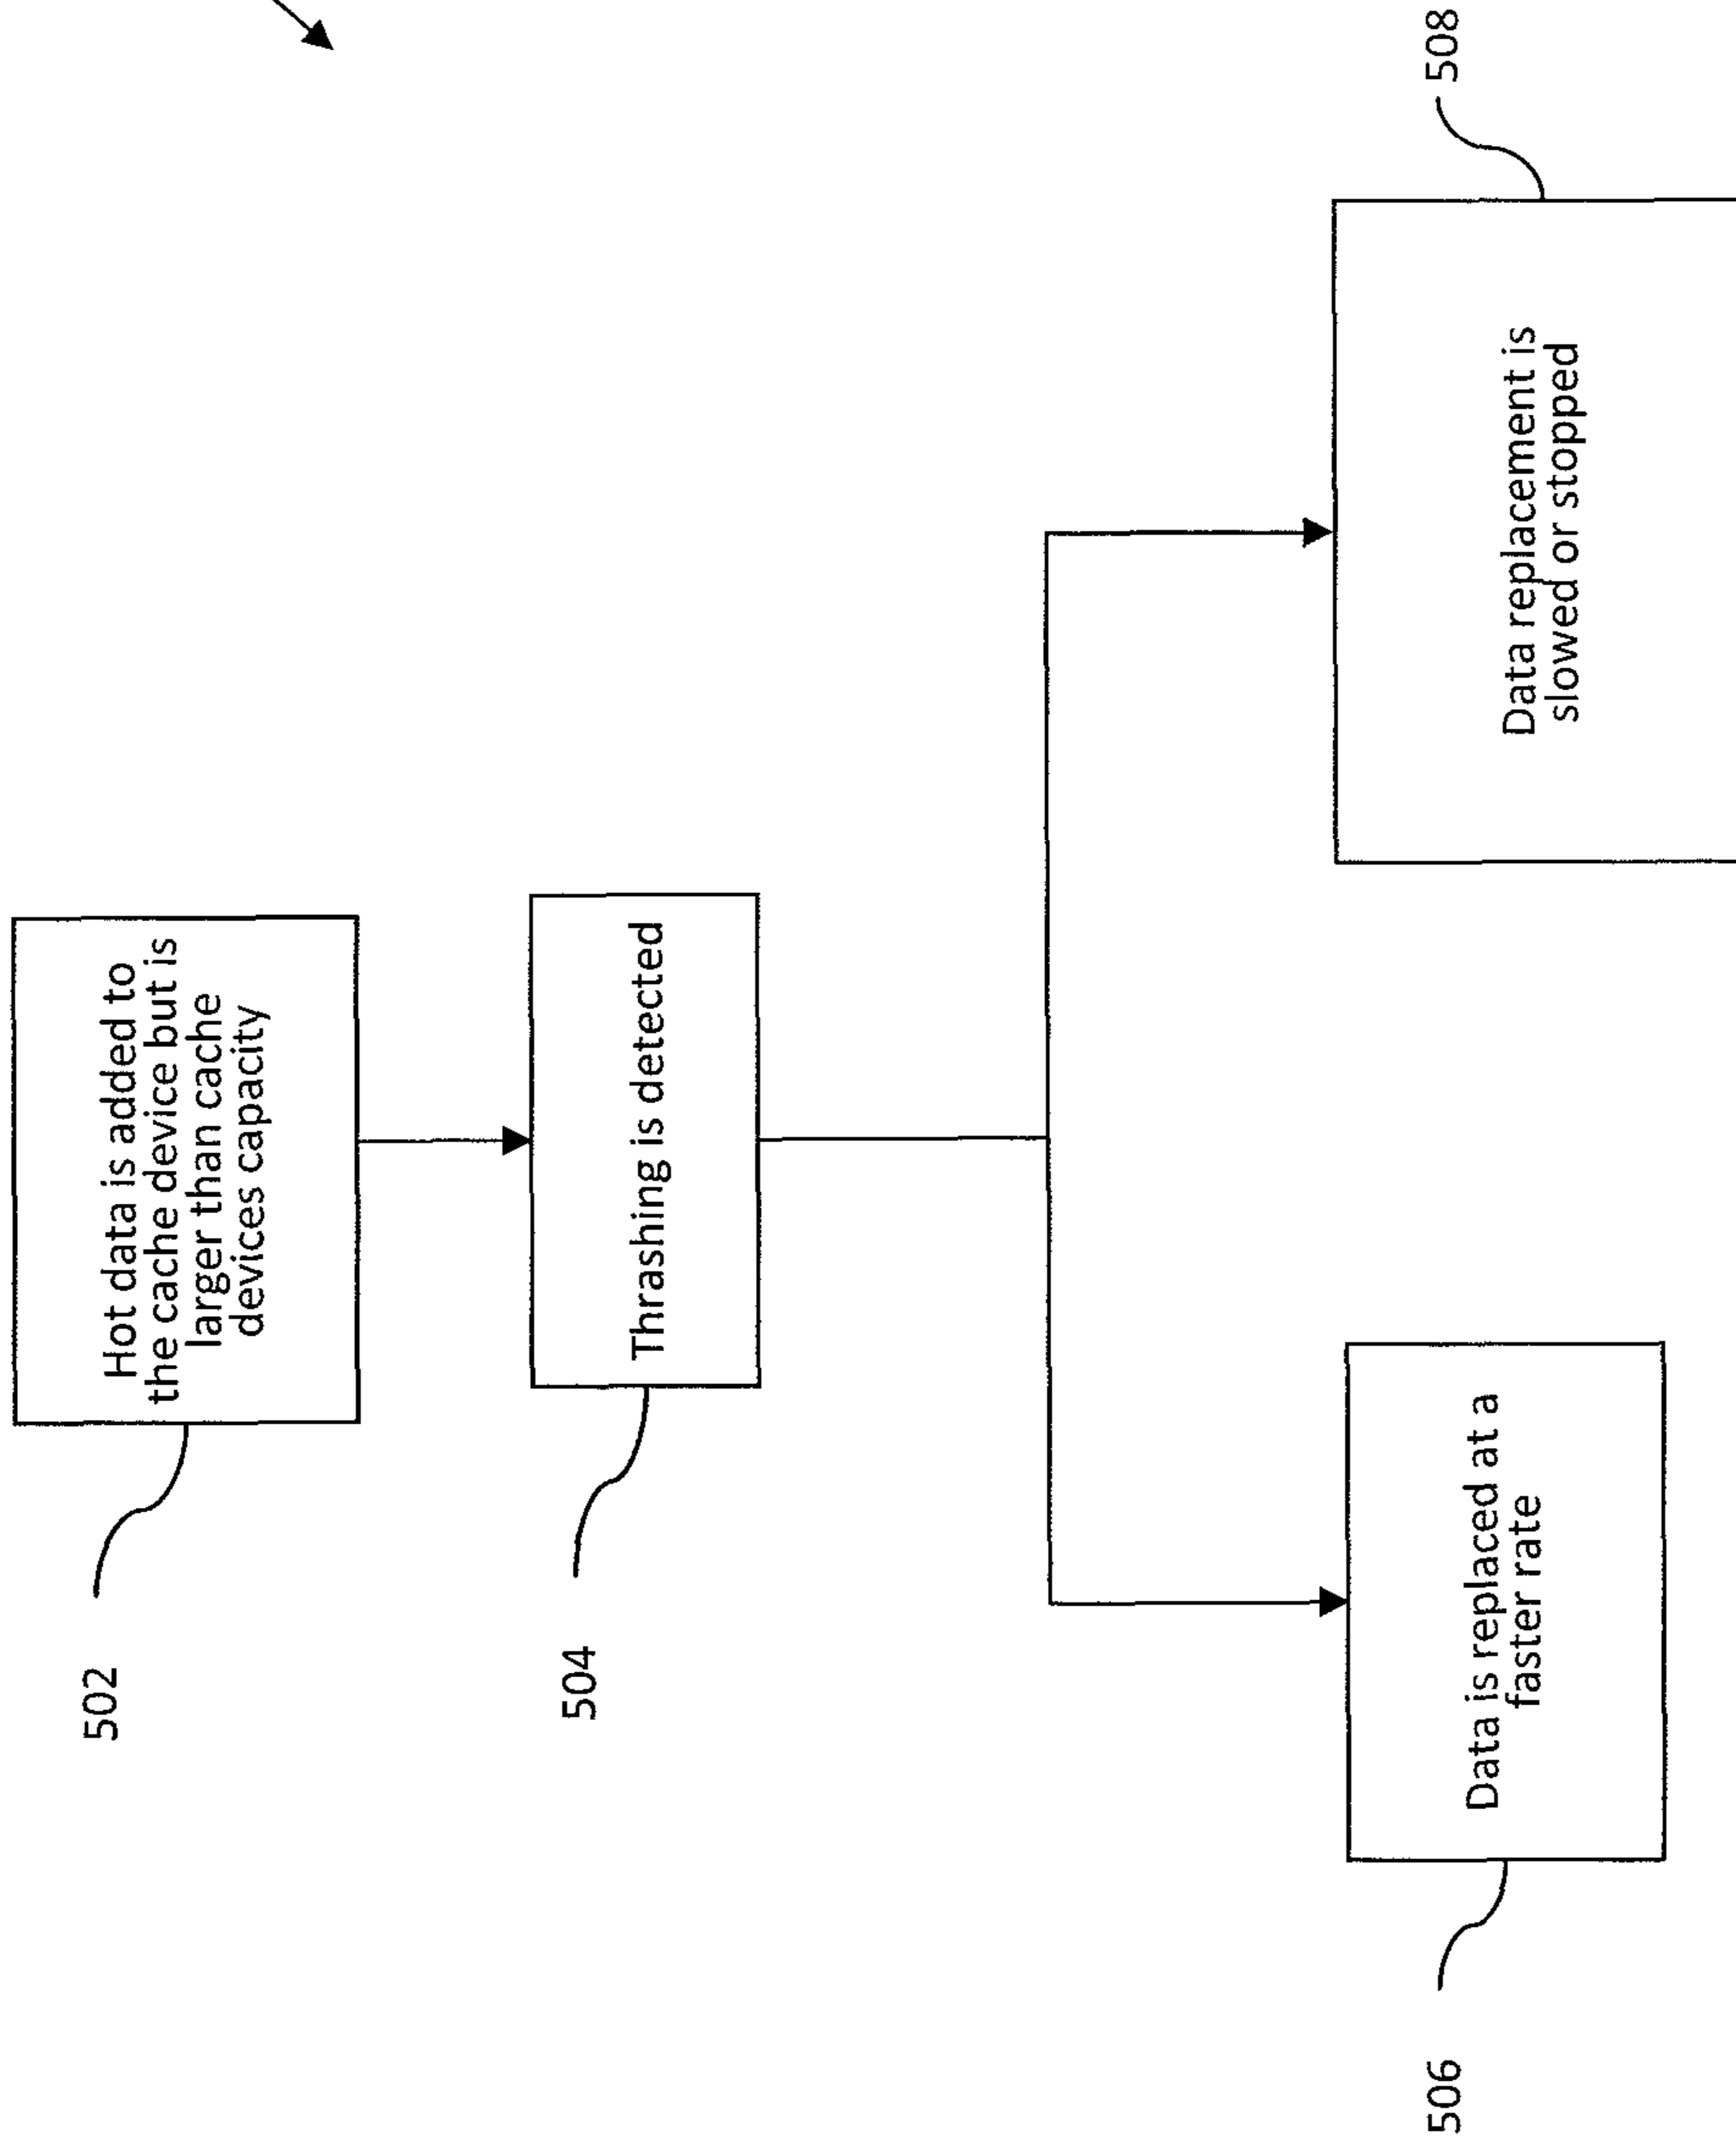 502
Hot data is added to
the cache device but is
larger than cache
devices capacity
504
Thrashing is detected
506
Data is replaced at a
faster rate
508
Data replacement is
slowed or stopped